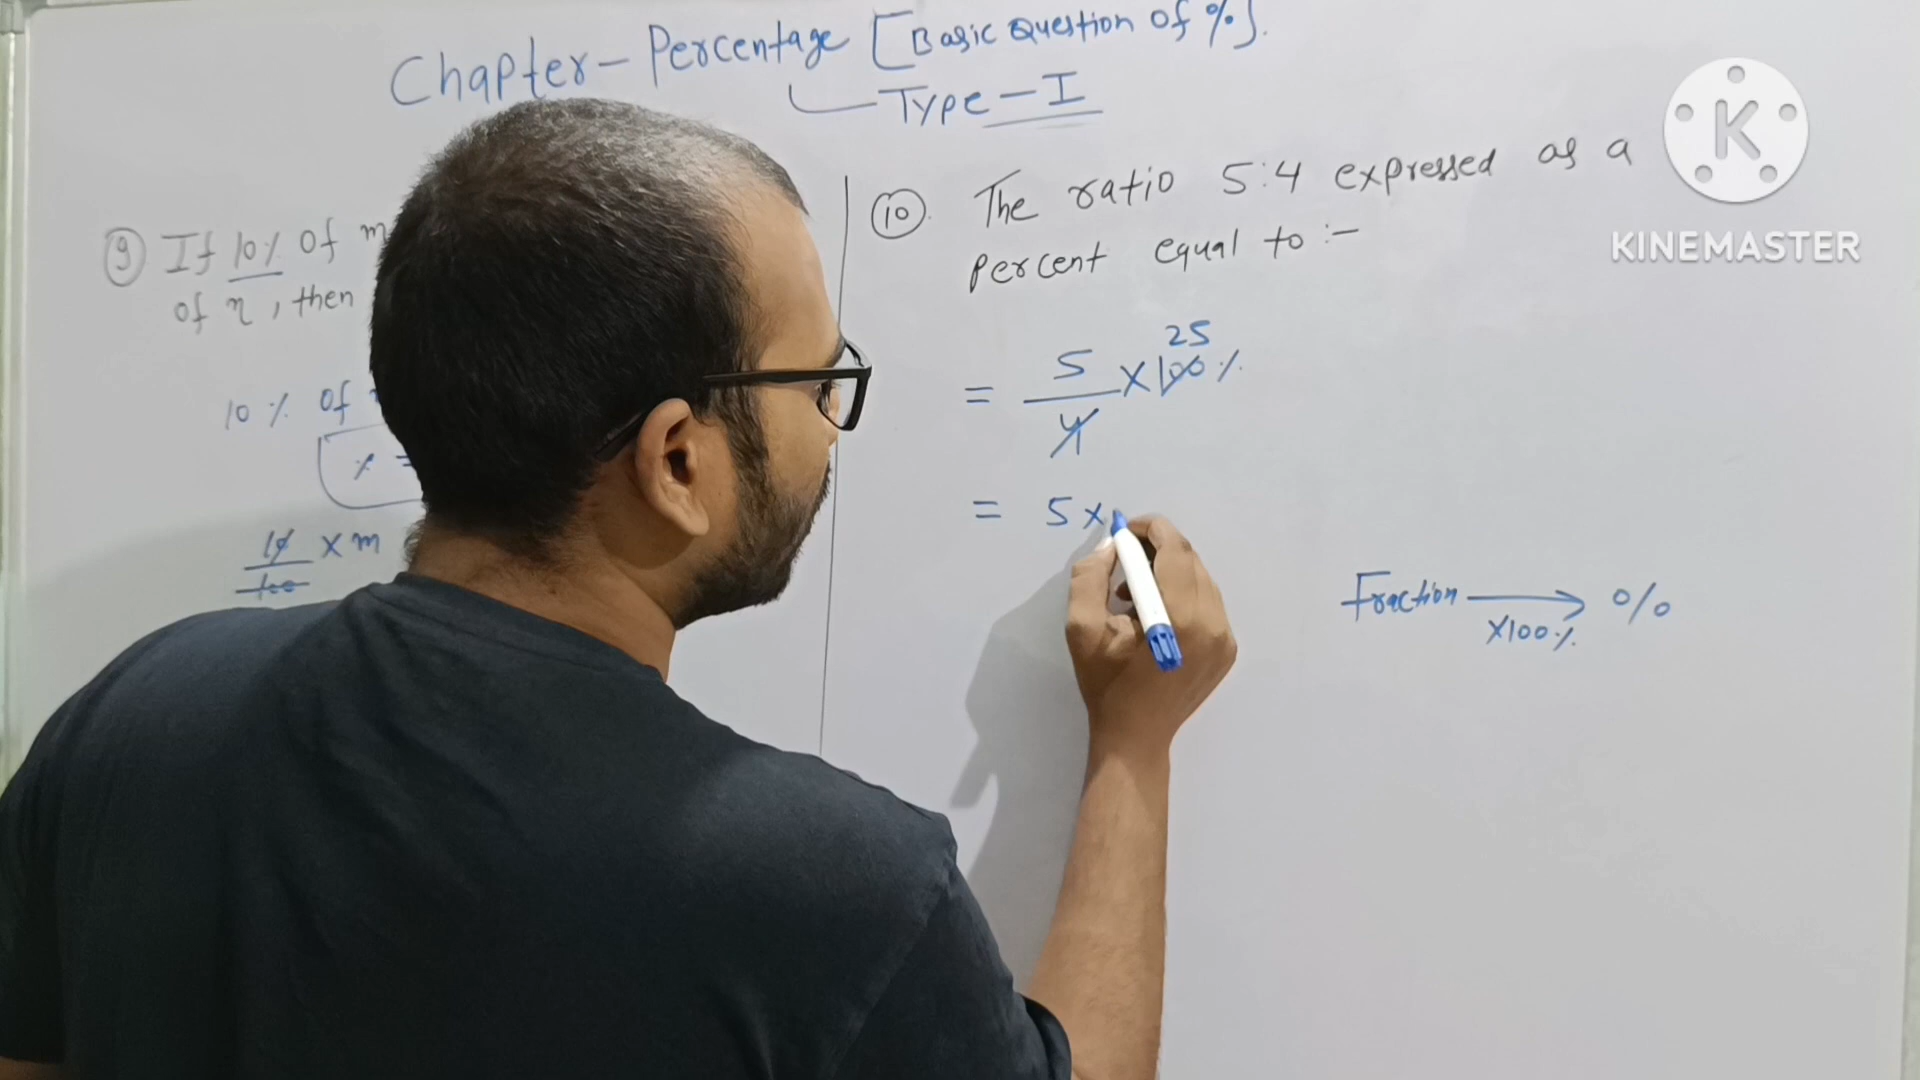 Chapter - Percentage [Basic Question of %].
Type - I
9 If 10% of m
of n, then
10 % of
% =
10 × m
100
10. The ratio 5:4 expressed as a
percent equal to :-
25
= 5 × 100 %
4
= 5 ×
Fraction → %
×100%
K
KINEMASTER